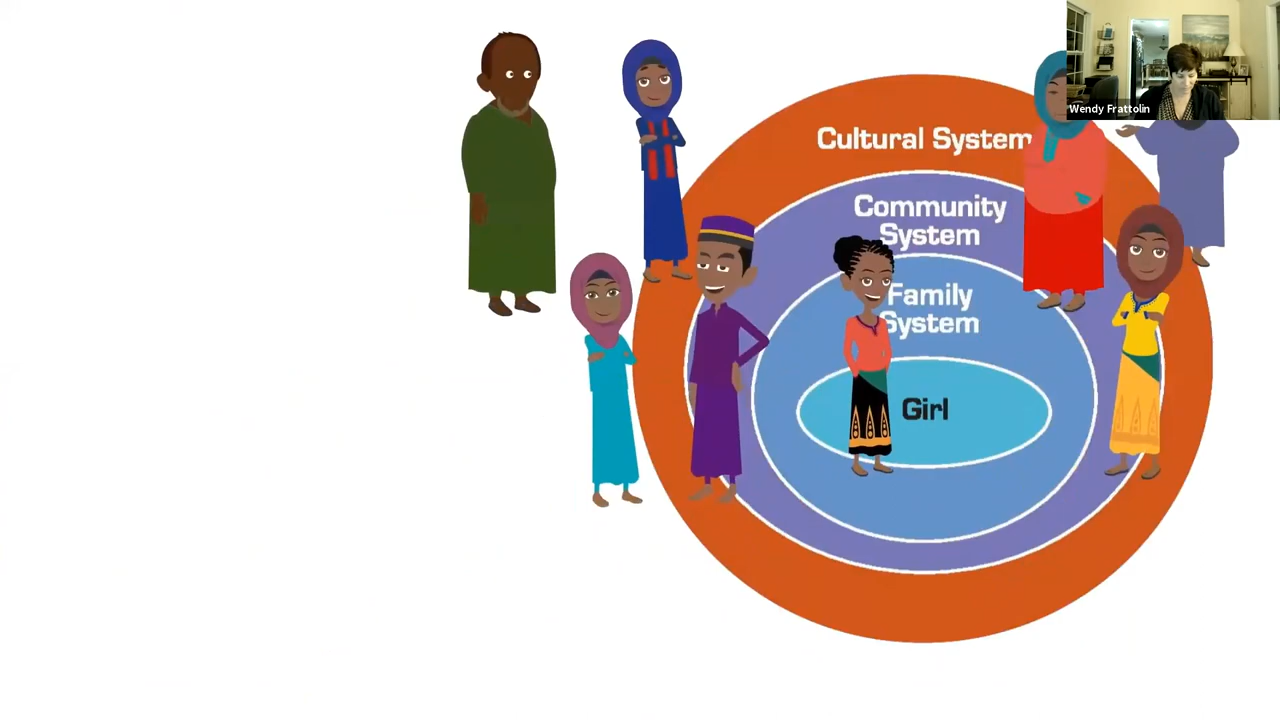 Wendy Frattolin
Cultural System
Community
System
Family
System
Girl